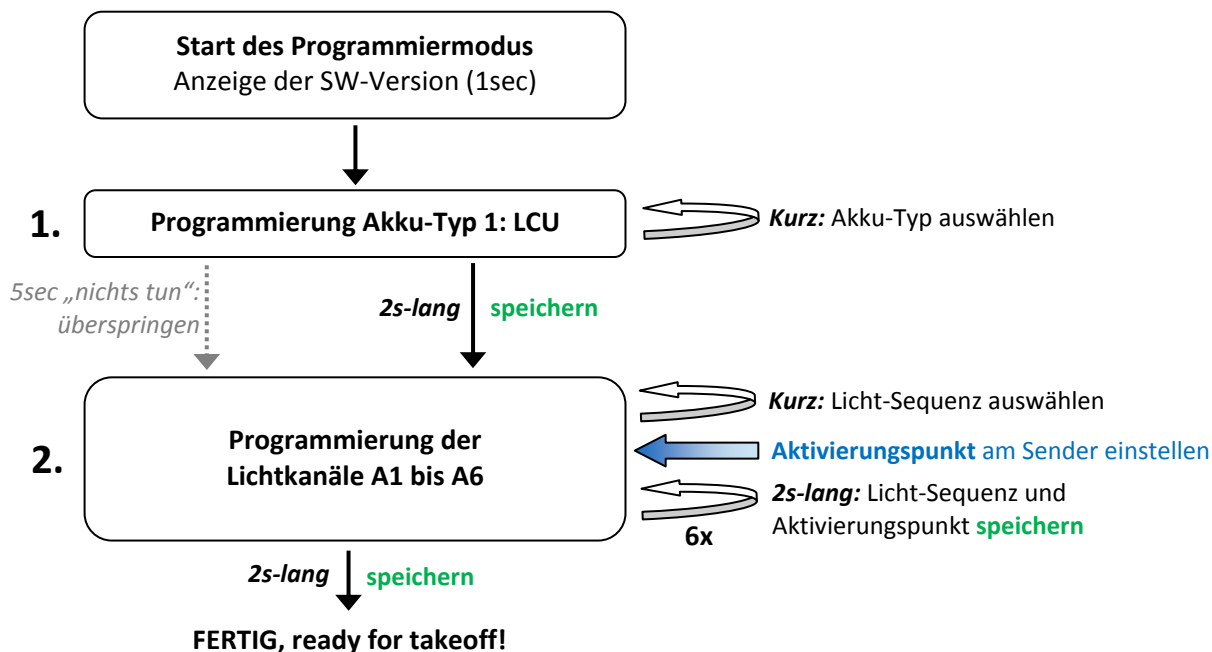 Start des Programmiermodus
Anzeige der SW-Version (1sec)
1.
Programmierung Akku-Typ 1: LCU
Kurz: Akku-Typ auswählen
5sec „nichts tun“:
überspringen
2s-lang speichern
2.
Programmierung der
Lichtkanäle A1 bis A6
Kurz: Licht-Sequenz auswählen
Aktivierungspunkt am Sender einstellen
2s-lang: Licht-Sequenz und
Aktivierungspunkt speichern
6x
2s-lang speichern
FERTIG, ready for takeoff!